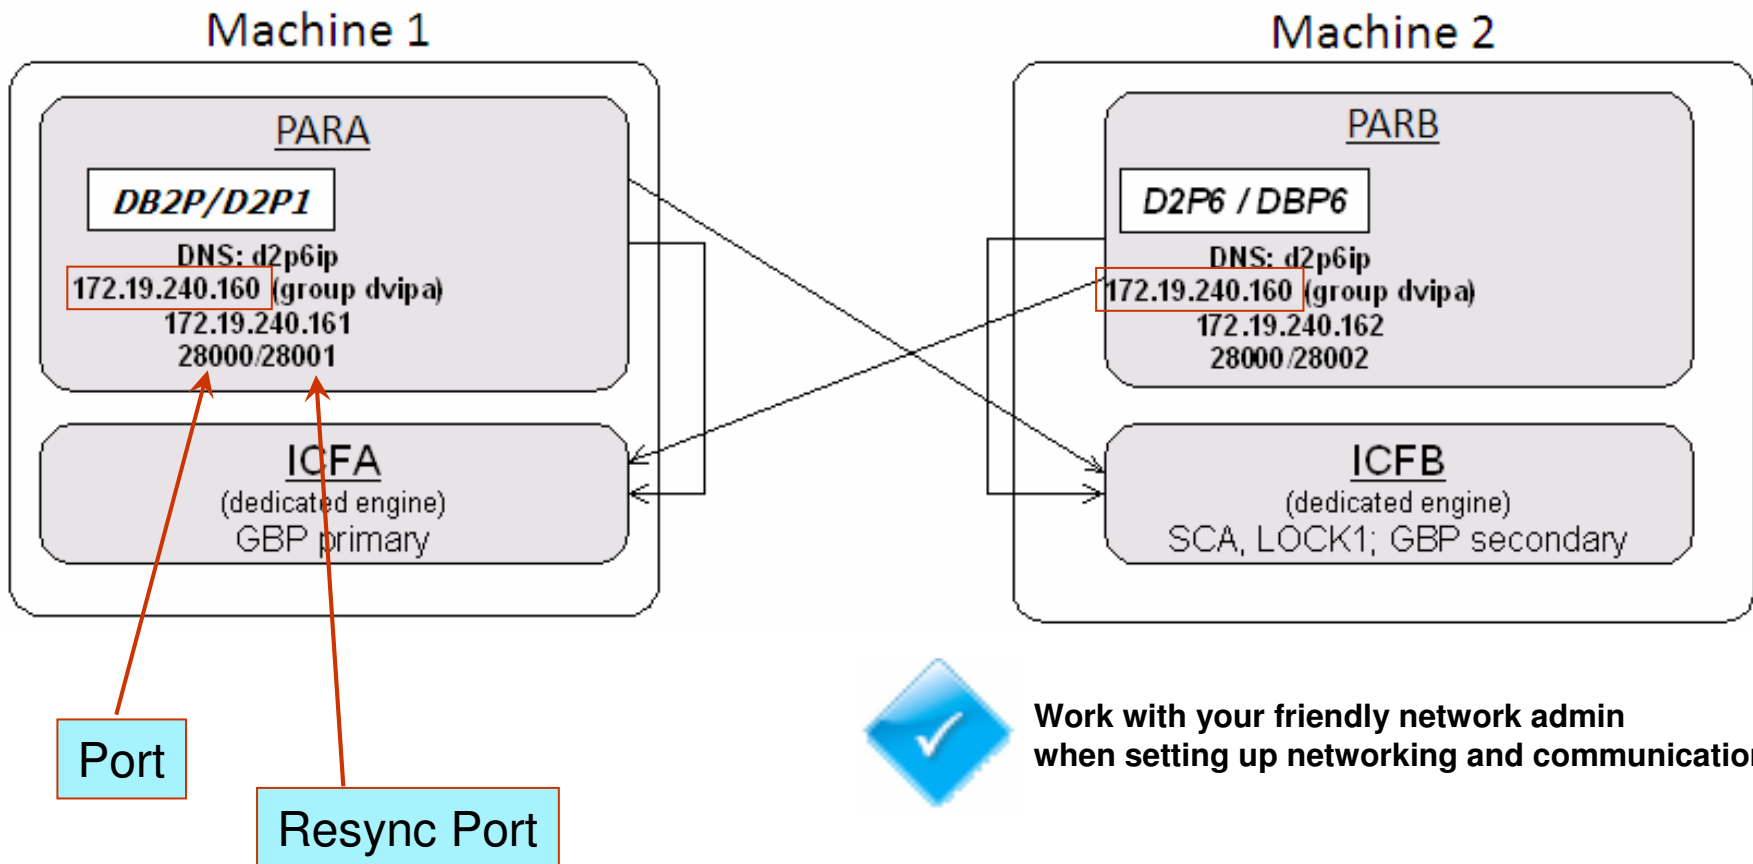 Machine 1
PARA
DB2P/D2P1
DNS: d2p6ip
172.19.240.160 (group dvipa)
172.19.240.161
28000/28001
ICFA
(dedicated engine)
GBP primary
Port
Resync Port
Machine 2
PARB
D2P6 / DBP6
DNS: d2p6ip
172.19.240.160 (group dvipa)
172.19.240.162
28000/28002
ICFB
(dedicated engine)
SCA, LOCK1; GBP secondary
Work with your friendly network admin
when setting up networking and communication